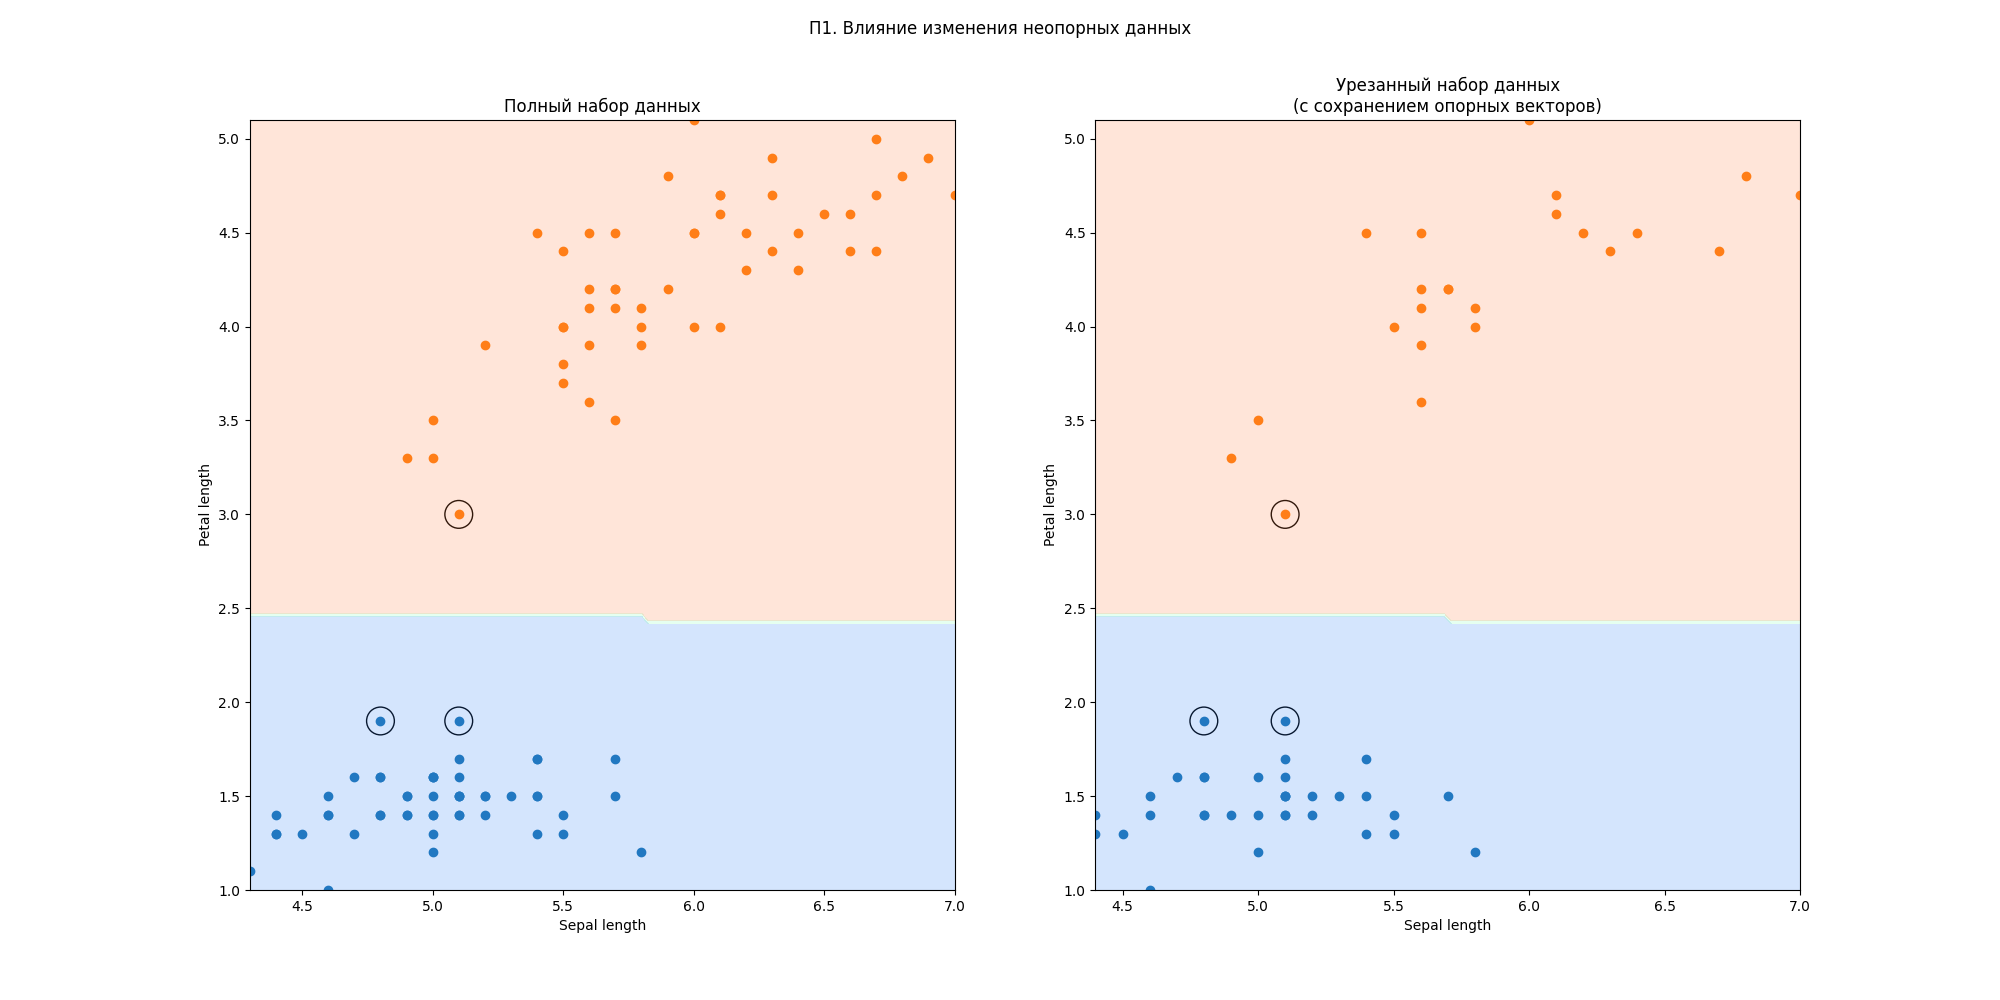 П1. Влияние изменения неопорных данных
Полный набор данных
5.0
4.5
4.0
3.5
3.0
2.5
2.0
1.5
1.0
Petal length
4.5 5.0 5.5 6.0 6.5 7.0
Sepal length
Урезанный набор данных
(с сохранением опорных векторов)
5.0
4.5
4.0
3.5
3.0
2.5
2.0
1.5
1.0
Petal length
4.5 5.0 5.5 6.0 6.5 7.0
Sepal length